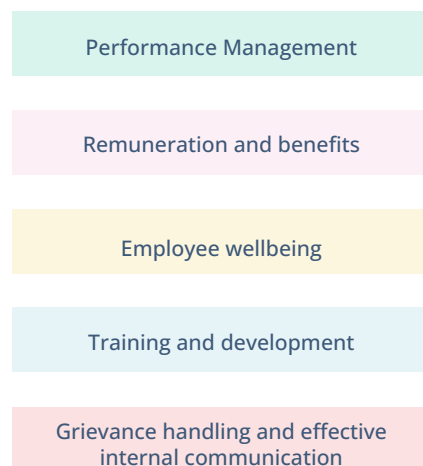 Performance Management
Remuneration and benefits
Employee wellbeing
Training and development
Grievance handling and effective
internal communication